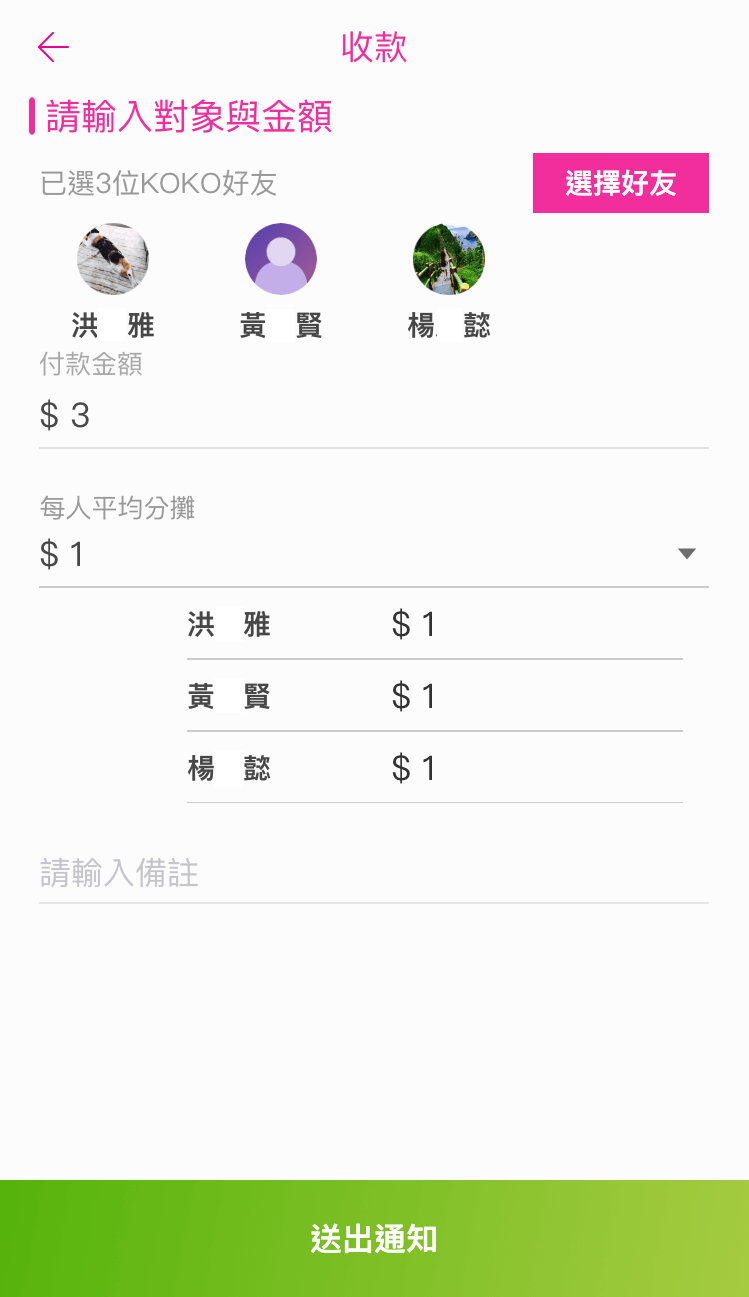 收款
請輸入對象與金額
已選3位KOKO好友
選擇好友
洪 雅 黃 賢 楊 懿
付款金額
$ 3
每人平均分攤
$ 1
洪 雅 $ 1
黃 賢 $ 1
楊 懿 $ 1
請輸入備註
送出通知